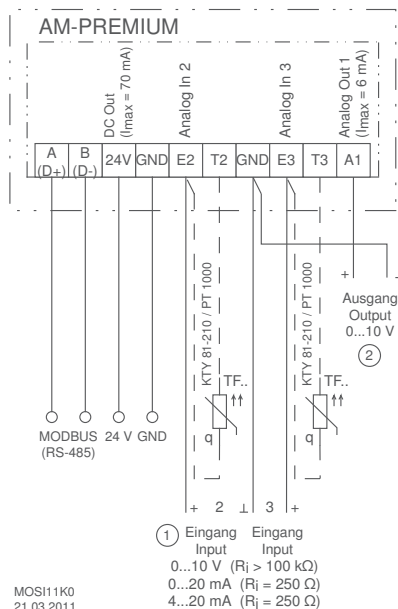 AM-PREMIUM
DC Out
(Imax = 70 mA)
Analog In 2
Analog In 3
Analog Out 1
(Imax = 6 mA)
A
(D+)
B
(D-)
24V
GND
E2
T2
GND
E3
T3
A1
+ -
Ausgang
Output
0...10 V
2
KTY 81-210 / PT 1000
KTY 81-210 / PT 1000
TF..
TF..
q
q
MODBUS
(RS-485)
24 V GND
+ 2 ⊥ 3 +
1 Eingang Eingang
Input Input
0...10 V (Ri > 100 kΩ)
0...20 mA (Ri = 250 Ω)
4...20 mA (Ri = 250 Ω)
MOSI11K0
21.03.2011